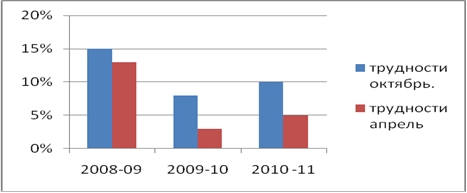 20%
15%
10%
5%
0%
2008-09 2009-10 2010 -11
трудности
октябрь.
трудности
апрель